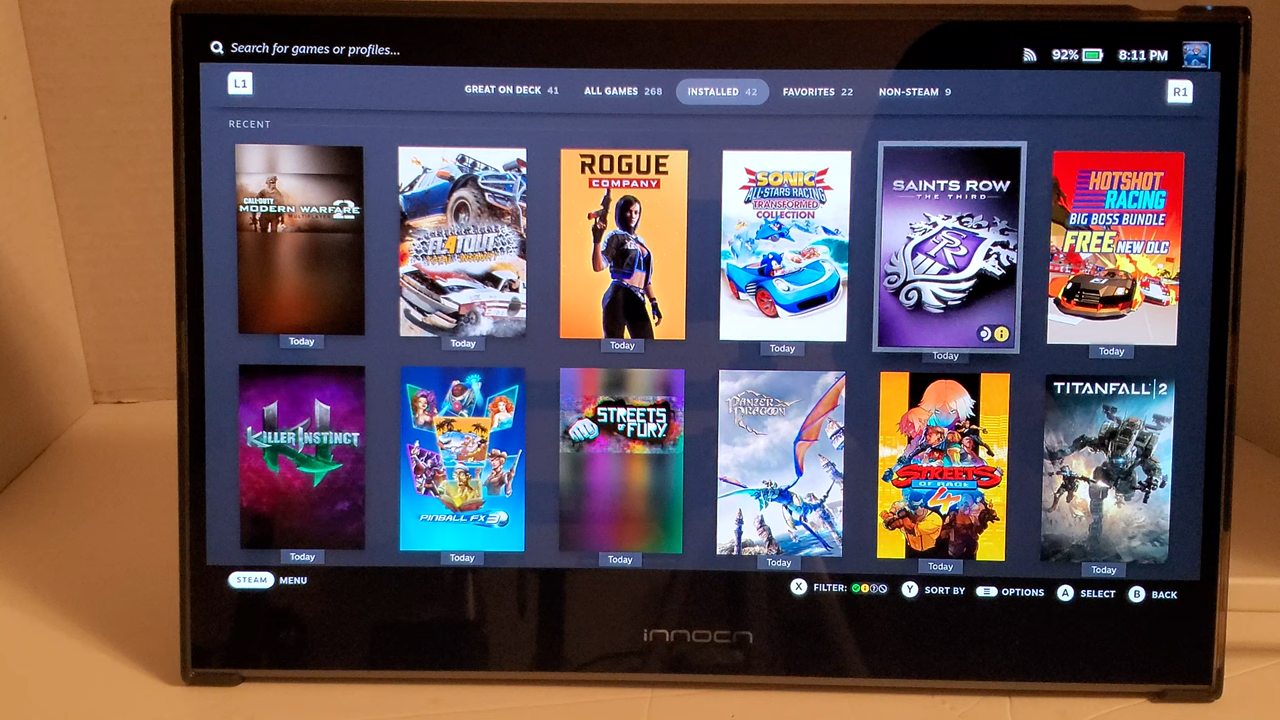 Search for games or profiles...
92%
8:11 PM
L1
GREAT ON DECK 41
ALL GAMES 268
INSTALLED 42
FAVORITES 22
NON-STEAM 9
R1
RECENT
CALL OF DUTY
MODERN WARFARE 2
FLATOUT
ROGUE
COMPANY
SONIC
ALL-STARS RACING
TRANSFORMED
COLLECTION
SAINTS ROW
THE THIRD
HOTSHOT
RACING
BIG BOSS BUNDLE
FREE NEW DLC
Today
Today
Today
Today
Today
Today
KILLER INSTINCT
PINBALL FX3
STREETS
OF FURY
PANZER
DRAGOON
STREETS
OF RAGE
4
TITANFALL 2
Today
Today
Today
Today
Today
Today
STEAM MENU
X FILTER:
Y SORT BY
OPTIONS
A SELECT
B BACK
innocn